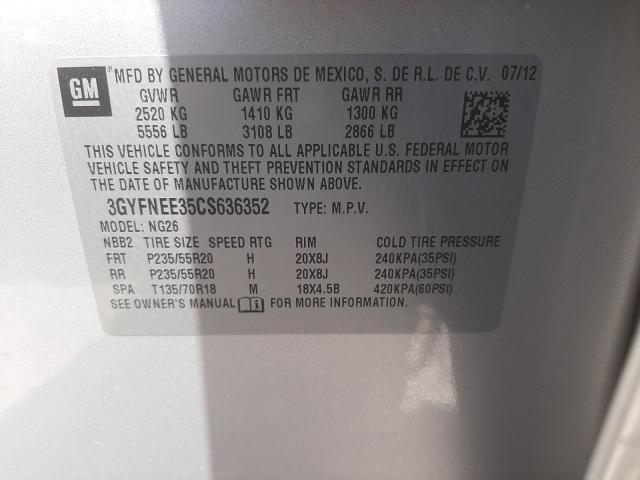 GM ® MFD BY GENERAL MOTORS DE MEXICO, S. DE R.L. DE C.V. 07/12
GVWR GAWR FRT GAWR RR
2520 KG 1410 KG 1300 KG
5556 LB 3108 LB 2866 LB
THIS VEHICLE CONFORMS TO ALL APPLICABLE U.S. FEDERAL MOTOR
VEHICLE SAFETY AND THEFT PREVENTION STANDARDS IN EFFECT ON
THE DATE OF MANUFACTURE SHOWN ABOVE.
3GYFNEE35CS636352 TYPE: M.P.V.
MODEL: NG26
NBB2 TIRE SIZE SPEED RTG RIM COLD TIRE PRESSURE
FRT P235/55R20 H 20X8J 240KPA(35PSI)
RR P235/55R20 H 20X8J 240KPA(35PSI)
SPA T135/70R18 M 18X4.5B 420KPA(60PSI)
SEE OWNER'S MANUAL FOR MORE INFORMATION.